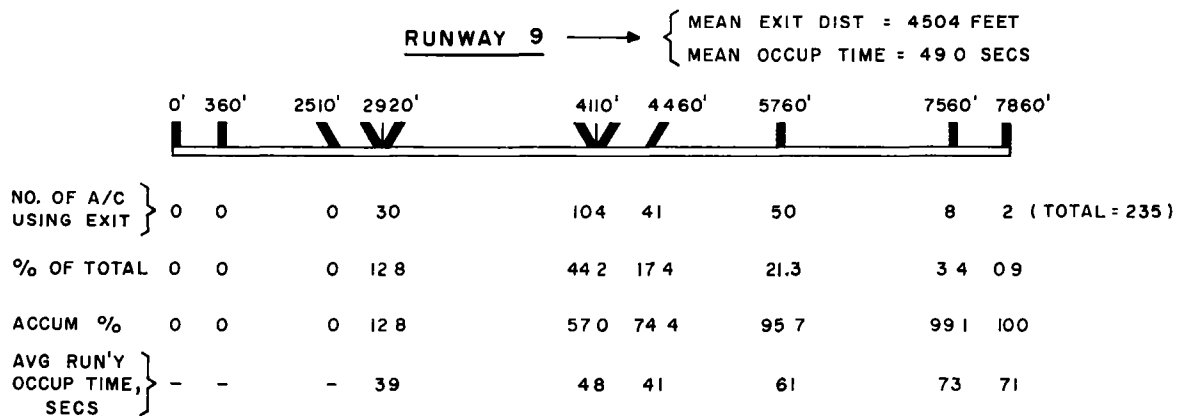 RUNWAY 9
MEAN EXIT DIST = 4504 FEET
MEAN OCCUP TIME = 49 0 SECS
0' 360' 2510' 2920' 4110' 4460' 5760' 7560' 7860'
NO. OF A/C
USING EXIT
0 0 0 30 104 41 50 8 2 (TOTAL = 235)
% OF TOTAL 0 0 0 12 8 44 2 17 4 21.3 3 4 0 9
ACCUM % 0 0 0 12 8 57 0 74 4 95 7 99 1 100
AVG RUN'Y
OCCUP TIME,
SECS
- - - 39 48 41 61 73 71